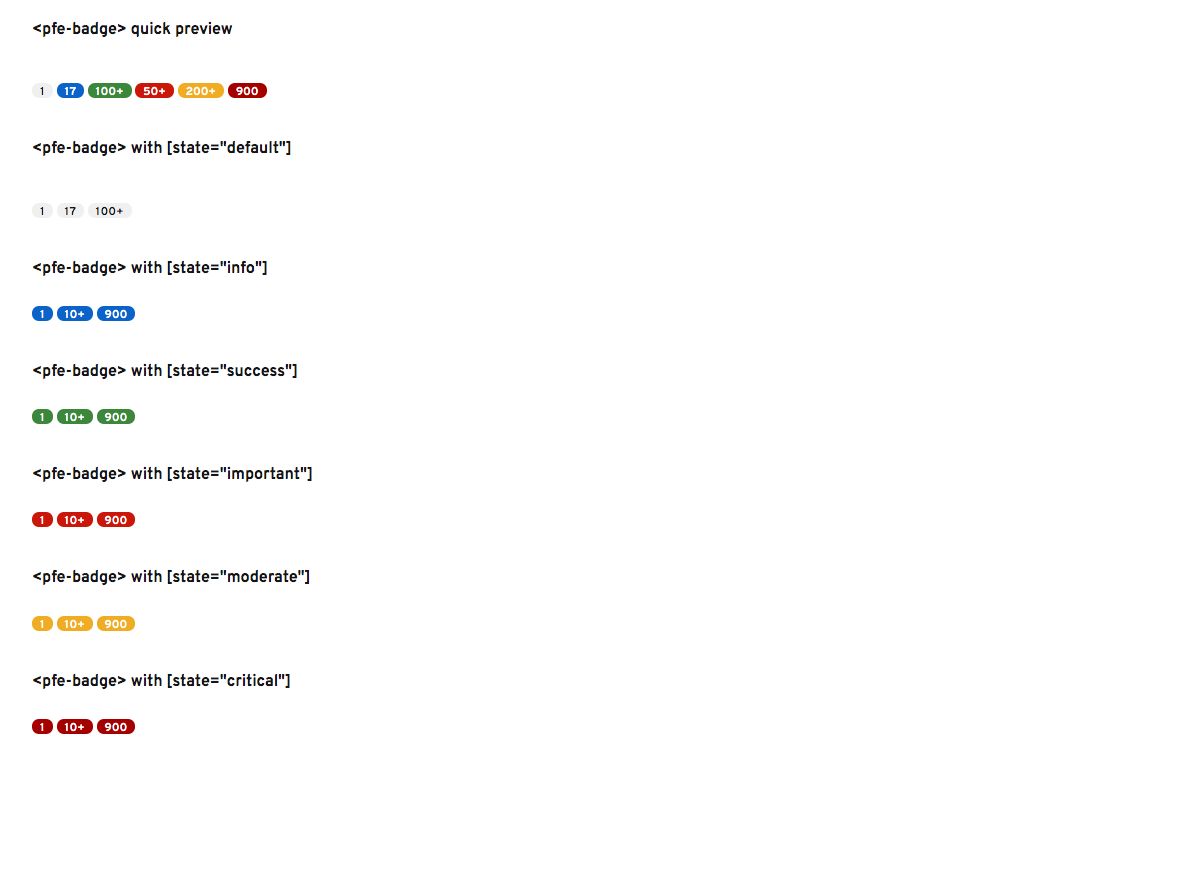 <pfe-badge> quick preview
1 17 100+ 50+ 200+ 900
<pfe-badge> with [state="default"]
1 17 100+
<pfe-badge> with [state="info"]
1 10+ 900
<pfe-badge> with [state="success"]
1 10+ 900
<pfe-badge> with [state="important"]
1 10+ 900
<pfe-badge> with [state="moderate"]
1 10+ 900
<pfe-badge> with [state="critical"]
1 10+ 900